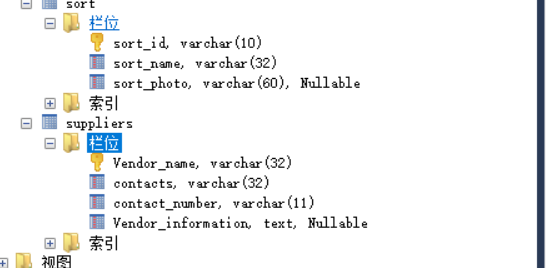 sort
栏位
sort_id, varchar(10)
sort_name, varchar(32)
sort_photo, varchar(60), Nullable
索引
suppliers
栏位
Vendor_name, varchar(32)
contacts, varchar(32)
contact_number, varchar(11)
Vendor_information, text, Nullable
索引
视图